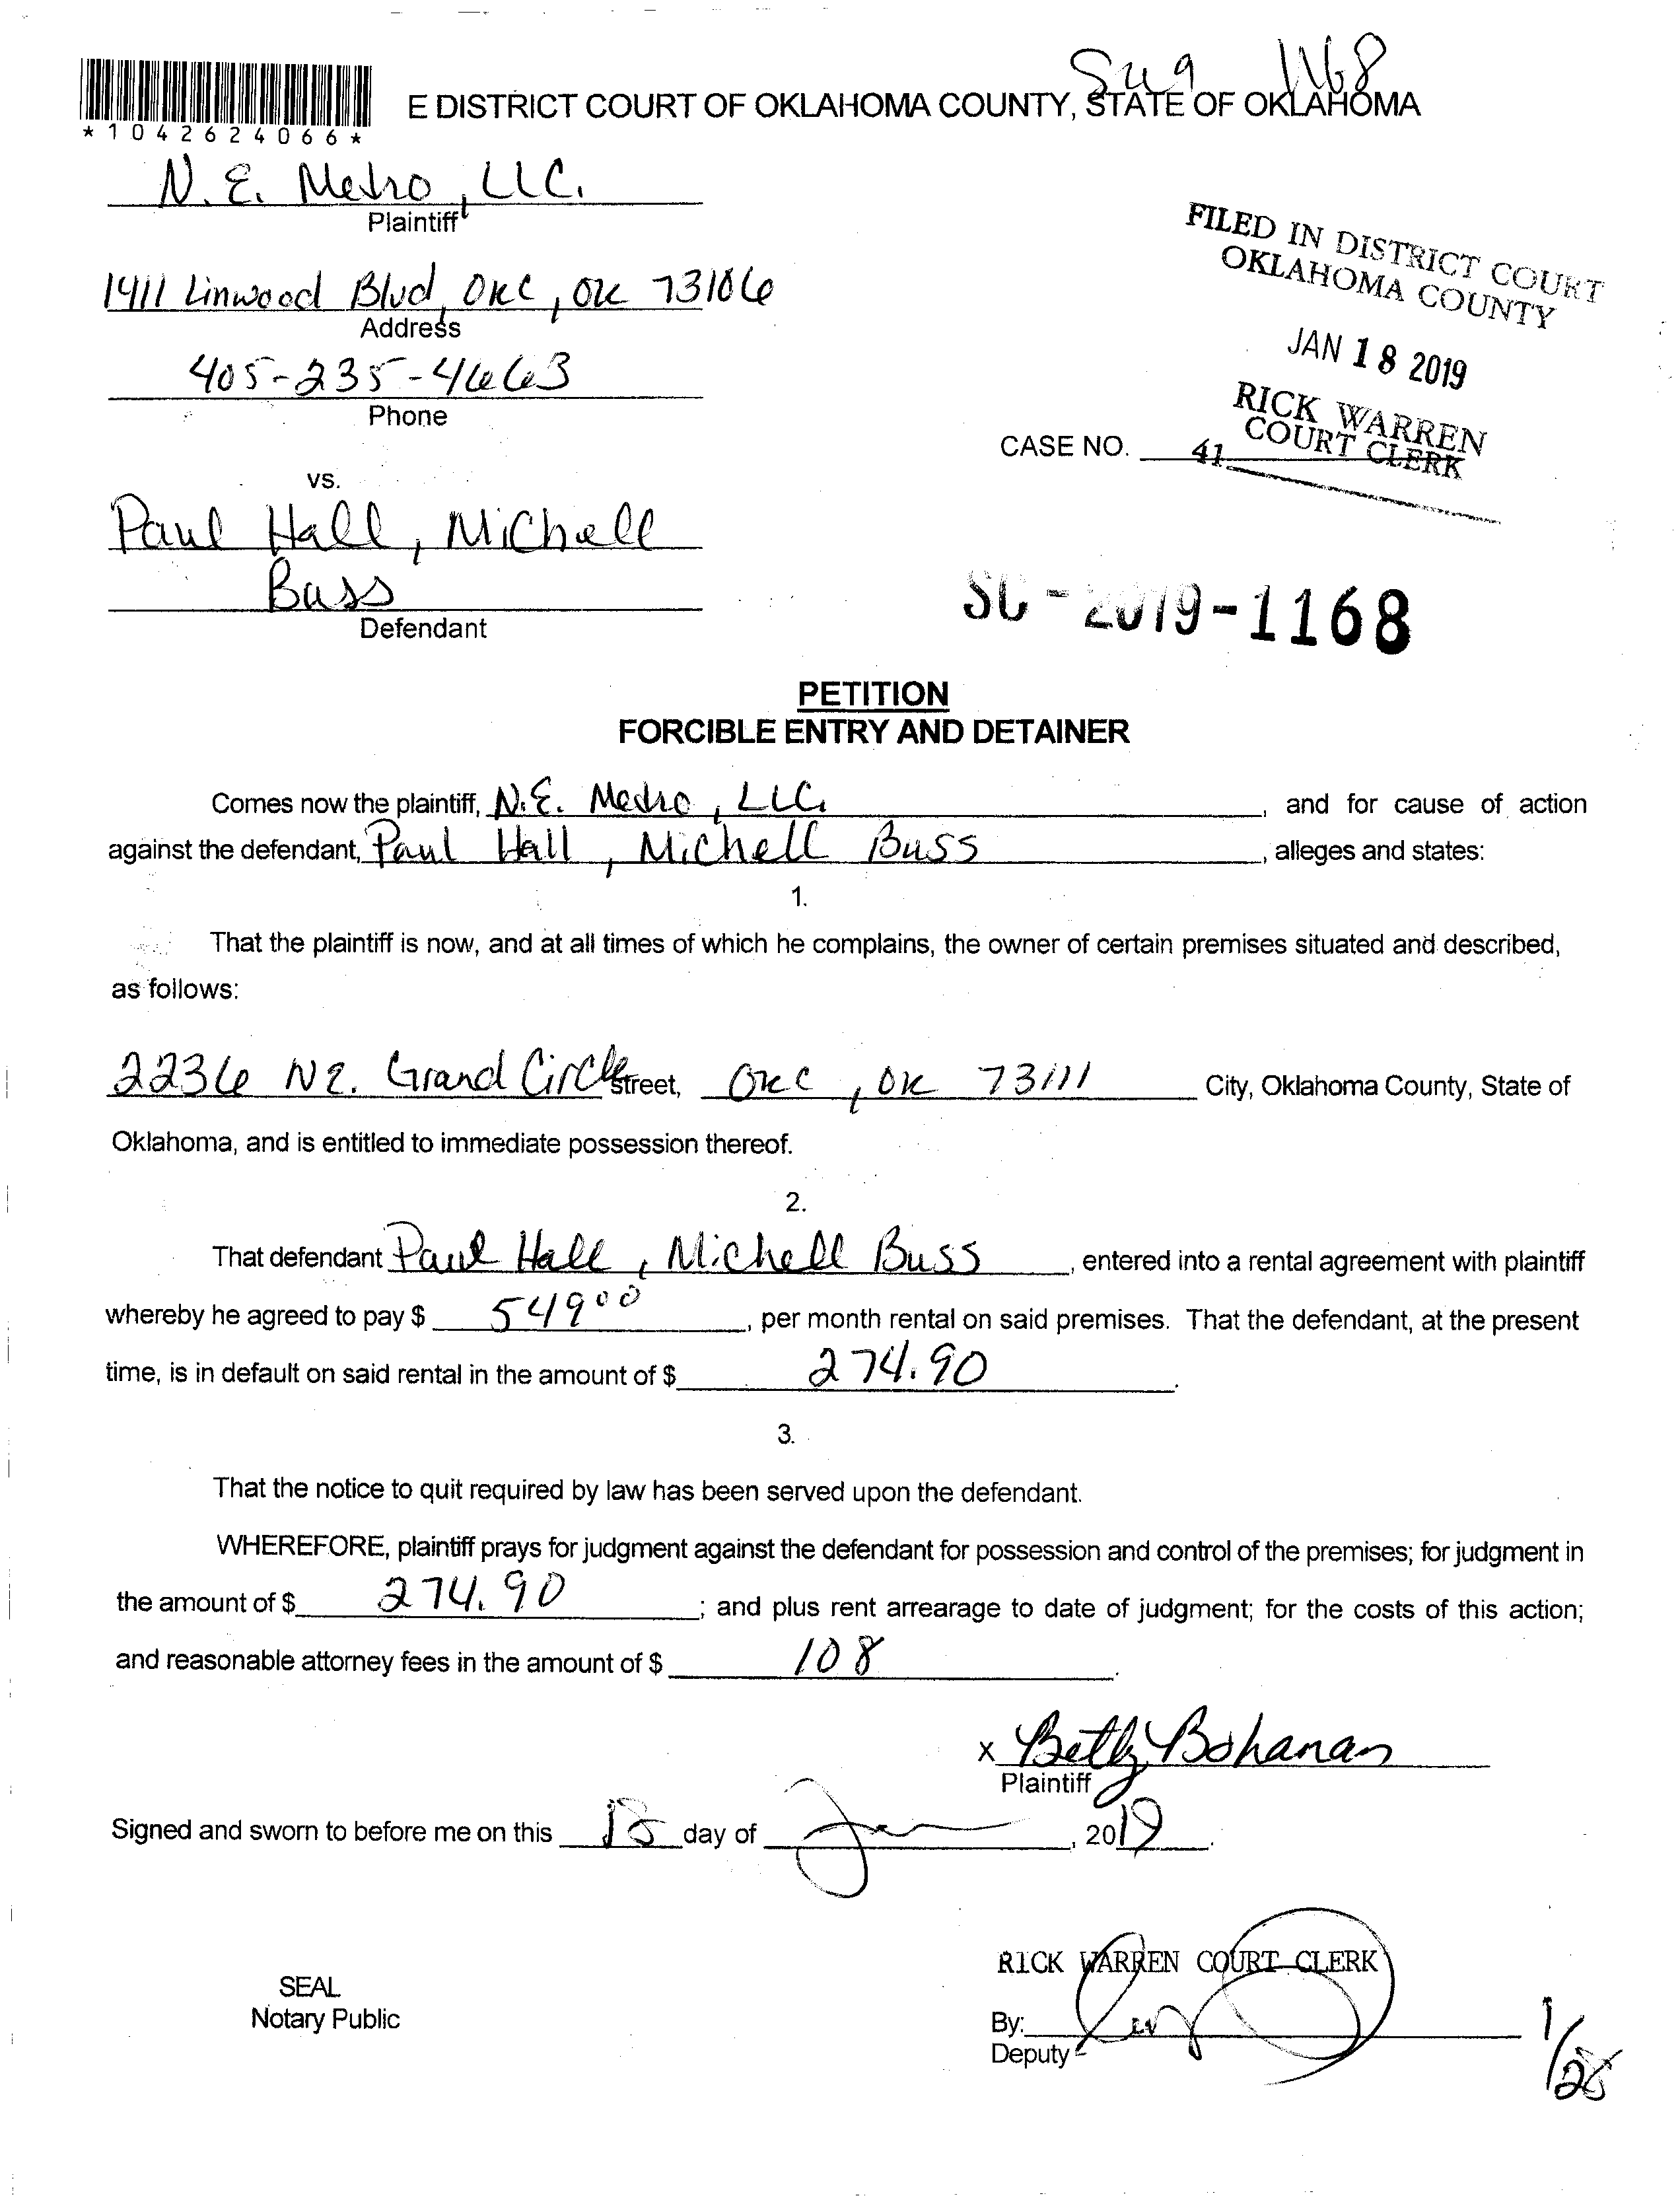 1168
E DISTRICT COURT OF OKLAHOMA COUNTY, STATE OF OKLAHOMA
*1042624066*
N.E. Metro, LLC.
Plaintiff
1411 Linwood Blvd, OKC, OK 73106
Address
405-235-4663
Phone
FILED IN DISTRICT COURT
OKLAHOMA COUNTY
JAN 18 2019
RICK WARREN
COURT CLERK
CASE NO.
41
vs.
Paul Hall, Michell
Buss
Defendant
SC-2019-1168
PETITION
FORCIBLE ENTRY AND DETAINER
Comes now the plaintiff, N.E. Metro, LLC. , and for cause of action
against the defendant, Paul Hall, Michell Buss , alleges and states:
1.
That the plaintiff is now, and at all times of which he complains, the owner of certain premises situated and described,
as follows:
2236 NE. Grand Circle Street, OKC, OK 73111 City, Oklahoma County, State of
Oklahoma, and is entitled to immediate possession thereof.
2.
That defendant Paul Hall, Michell Buss , entered into a rental agreement with plaintiff
whereby he agreed to pay $ 549 00 , per month rental on said premises. That the defendant, at the present
time, is in default on said rental in the amount of $ 274.90 .
3.
That the notice to quit required by law has been served upon the defendant.
WHEREFORE, plaintiff prays for judgment against the defendant for possession and control of the premises; for judgment in
the amount of $ 274.90 ; and plus rent arrearage to date of judgment; for the costs of this action;
and reasonable attorney fees in the amount of $ 108 .
x Betty Bohanan
Plaintiff
Signed and sworn to before me on this 18 day of Jan , 2019 .
RICK WARREN COURT CLERK
SEAL
Notary Public
By:
Deputy